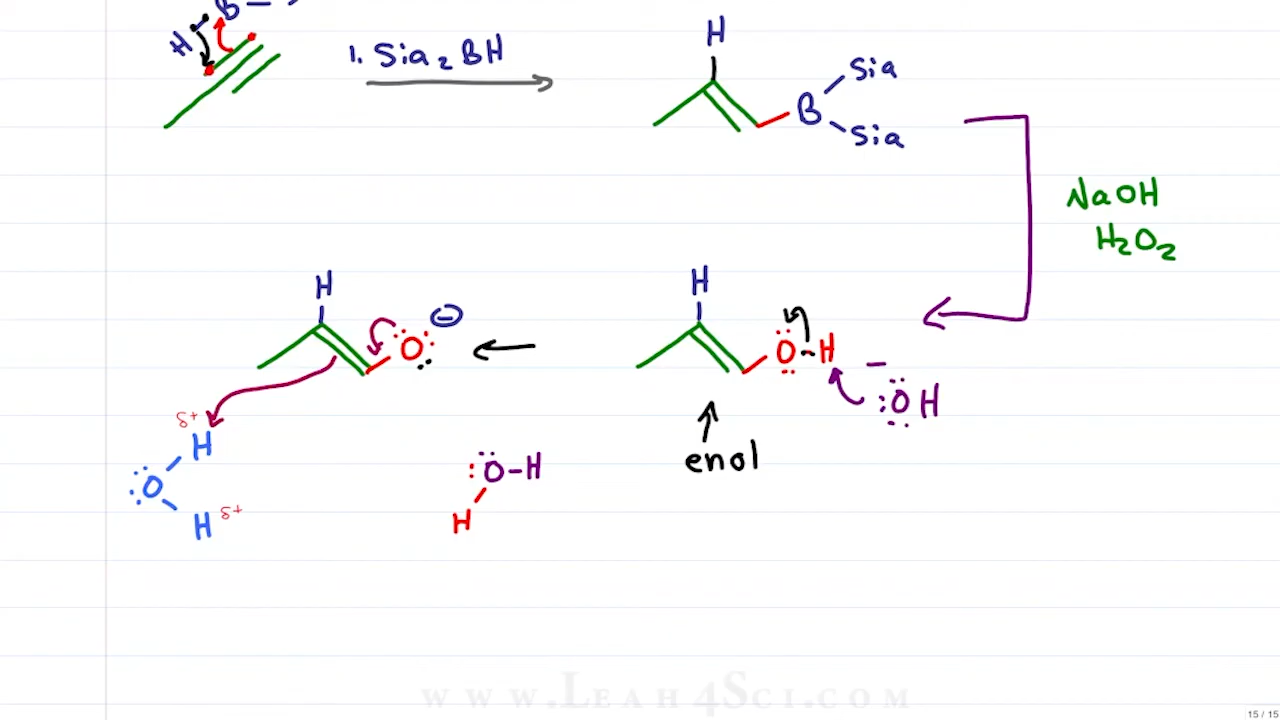 H B
1. Sia₂BH
H
B
Sia
Sia
NaOH
H₂O₂
H
O ⊖
H
O H
⁻
OH
δ+
H
O
H δ+
O-H
H
enol
www.Leah4Sci.com
15 / 15